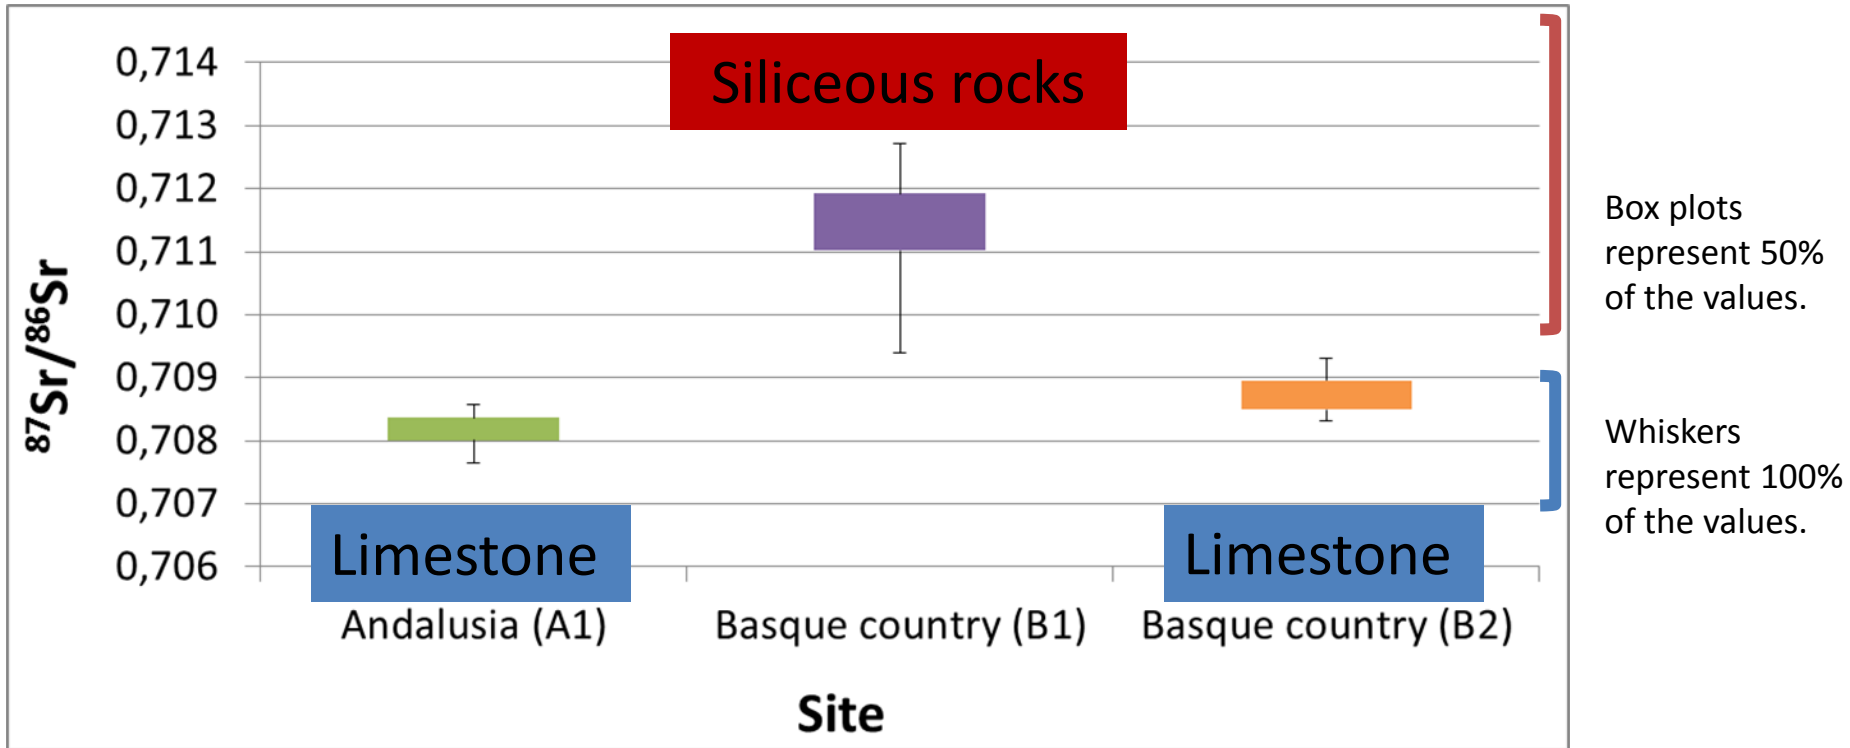 0,714
0,713
0,712
0,711
0,710
0,709
0,708
0,707
0,706
⁸⁷Sr/⁸⁶Sr
Siliceous rocks
Limestone
Limestone
Andalusia (A1)
Basque country (B1)
Basque country (B2)
Site
Box plots
represent 50%
of the values.
Whiskers
represent 100%
of the values.